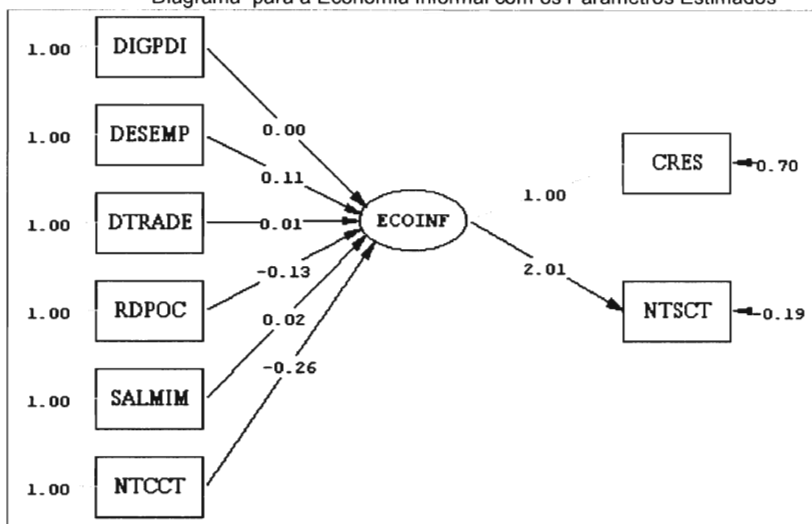 Diagrama para a Economia Informal com os Parâmetros Estimados
1.00 DIGPDI
0.00
1.00 DESEMP
0.11
CRES 0.70
1.00
1.00 DTRADE
0.01
ECOINF
-0.13
2.01
1.00 RDPOC
0.02
NTSCT -0.19
-0.26
1.00 SALMIM
1.00 NTCCT